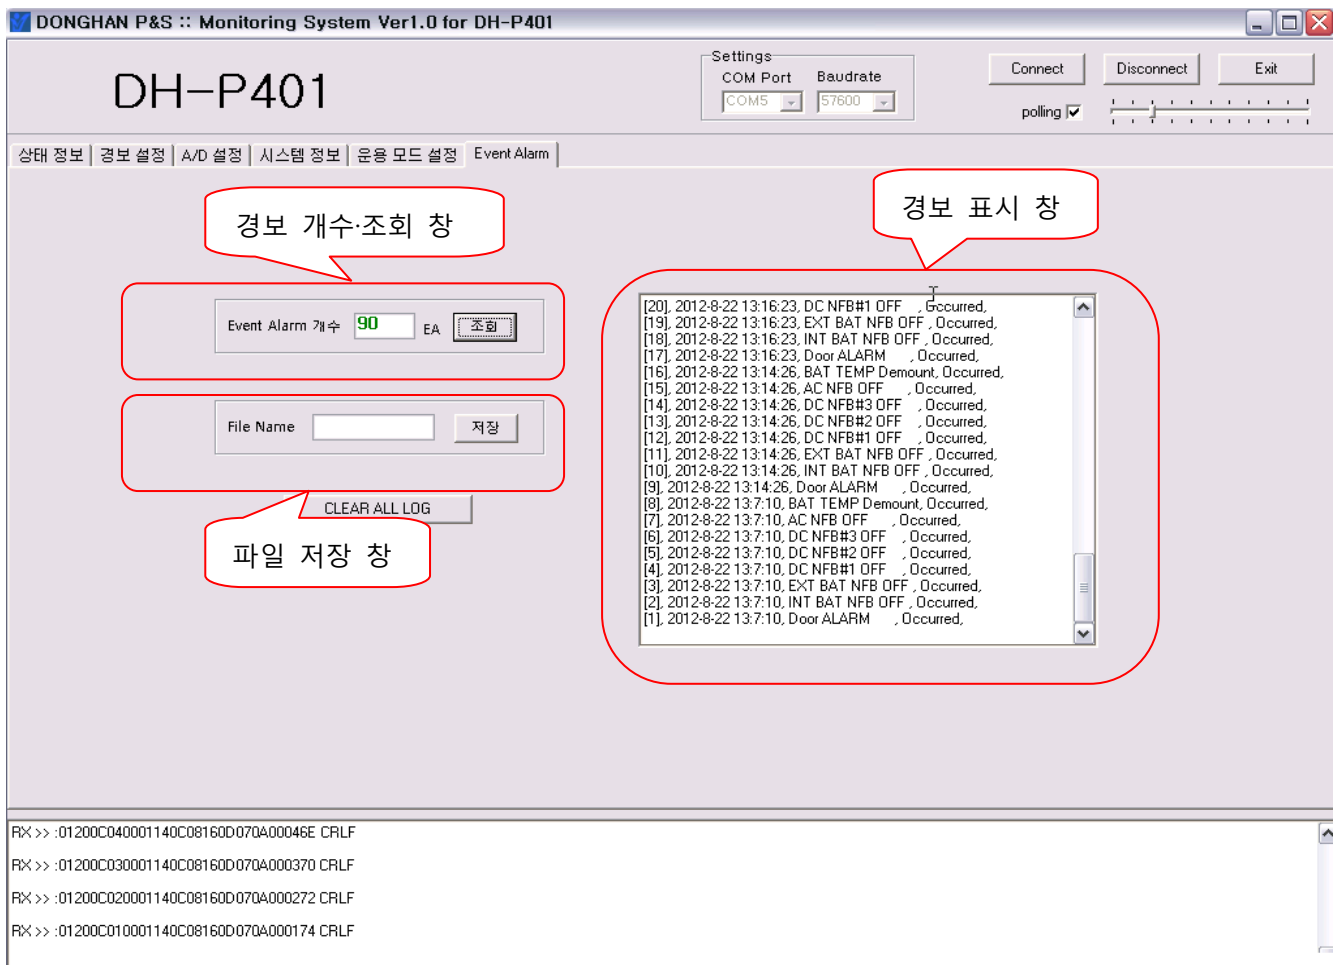 DONGHAN P&S :: Monitoring System Ver1.0 for DH-P401
DH-P401
Settings
COM Port Baudrate
COM5 57600
Connect Disconnect Exit
polling
상태 정보 경보 설정 A/D 설정 시스템 정보 운용 모드 설정 Event Alarm
경보 개수·조회 창
경보 표시 창
Event Alarm 개수 90 EA 조회
File Name 저장
CLEAR ALL LOG
파일 저장 창
[20], 2012-8-22 13:16:23, DC NFB#1 OFF , Occurred,
[19], 2012-8-22 13:16:23, EXT BAT NFB OFF , Occurred,
[18], 2012-8-22 13:16:23, INT BAT NFB OFF , Occurred,
[17], 2012-8-22 13:16:23, Door ALARM , Occurred,
[16], 2012-8-22 13:14:26, BAT TEMP Demount, Occurred,
[15], 2012-8-22 13:14:26, AC NFB OFF , Occurred,
[14], 2012-8-22 13:14:26, DC NFB#3 OFF , Occurred,
[13], 2012-8-22 13:14:26, DC NFB#2 OFF , Occurred,
[12], 2012-8-22 13:14:26, DC NFB#1 OFF , Occurred,
[11], 2012-8-22 13:14:26, EXT BAT NFB OFF , Occurred,
[10], 2012-8-22 13:14:26, INT BAT NFB OFF , Occurred,
[9], 2012-8-22 13:14:26, Door ALARM , Occurred,
[8], 2012-8-22 13:7:10, BAT TEMP Demount, Occurred,
[7], 2012-8-22 13:7:10, AC NFB OFF , Occurred,
[6], 2012-8-22 13:7:10, DC NFB#3 OFF , Occurred,
[5], 2012-8-22 13:7:10, DC NFB#2 OFF , Occurred,
[4], 2012-8-22 13:7:10, DC NFB#1 OFF , Occurred,
[3], 2012-8-22 13:7:10, EXT BAT NFB OFF , Occurred,
[2], 2012-8-22 13:7:10, INT BAT NFB OFF , Occurred,
[1], 2012-8-22 13:7:10, Door ALARM , Occurred,
RX >> :01200C040001140C08160D070A00046E CRLF
RX >> :01200C030001140C08160D070A000370 CRLF
RX >> :01200C020001140C08160D070A000272 CRLF
RX >> :01200C010001140C08160D070A000174 CRLF